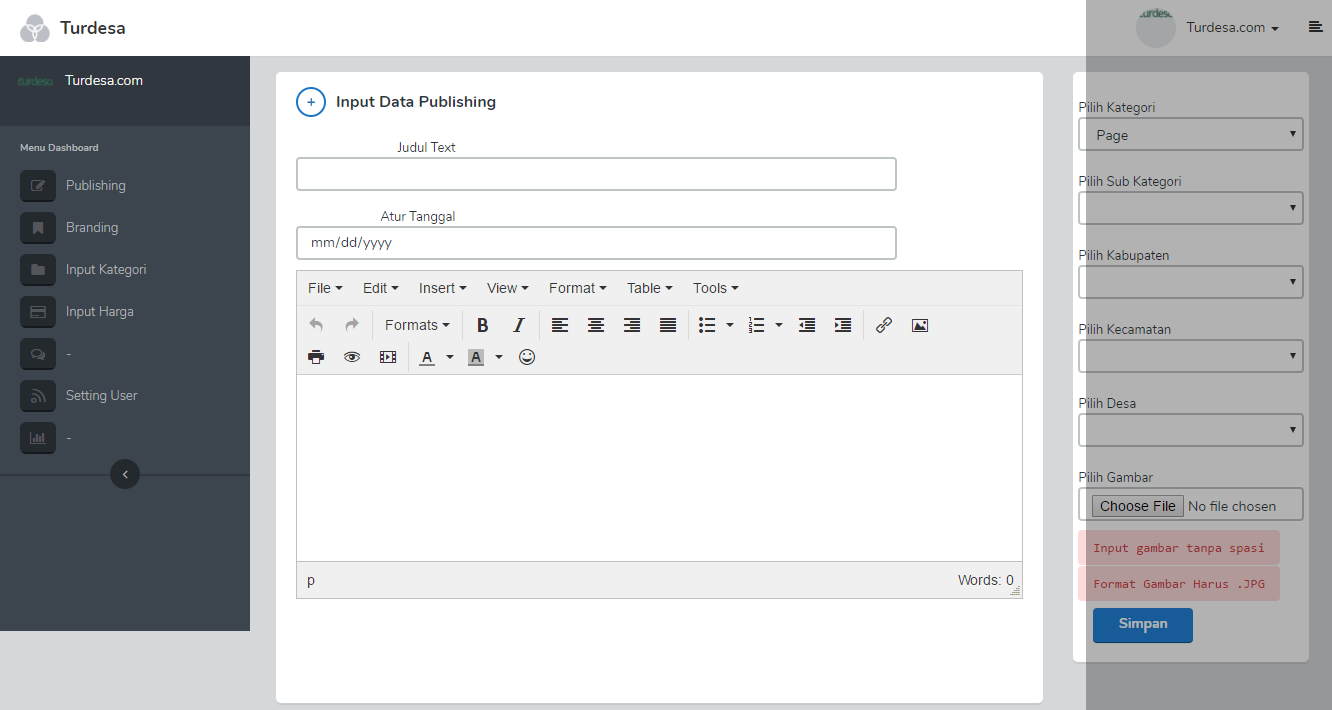 Turdesa
Turdesa.com
turdesa
Turdesa.com
Menu Dashboard
Publishing
Branding
Input Kategori
Input Harga
-
Setting User
-
Input Data Publishing
Judul Text
Atur Tanggal
mm/dd/yyyy
File Edit Insert View Format Table Tools
Formats B I
A A
p Words: 0
Pilih Kategori
Page
Pilih Sub Kategori
Pilih Kabupaten
Pilih Kecamatan
Pilih Desa
Pilih Gambar
Choose File No file chosen
Input gambar tanpa spasi
Format Gambar Harus .JPG
Simpan